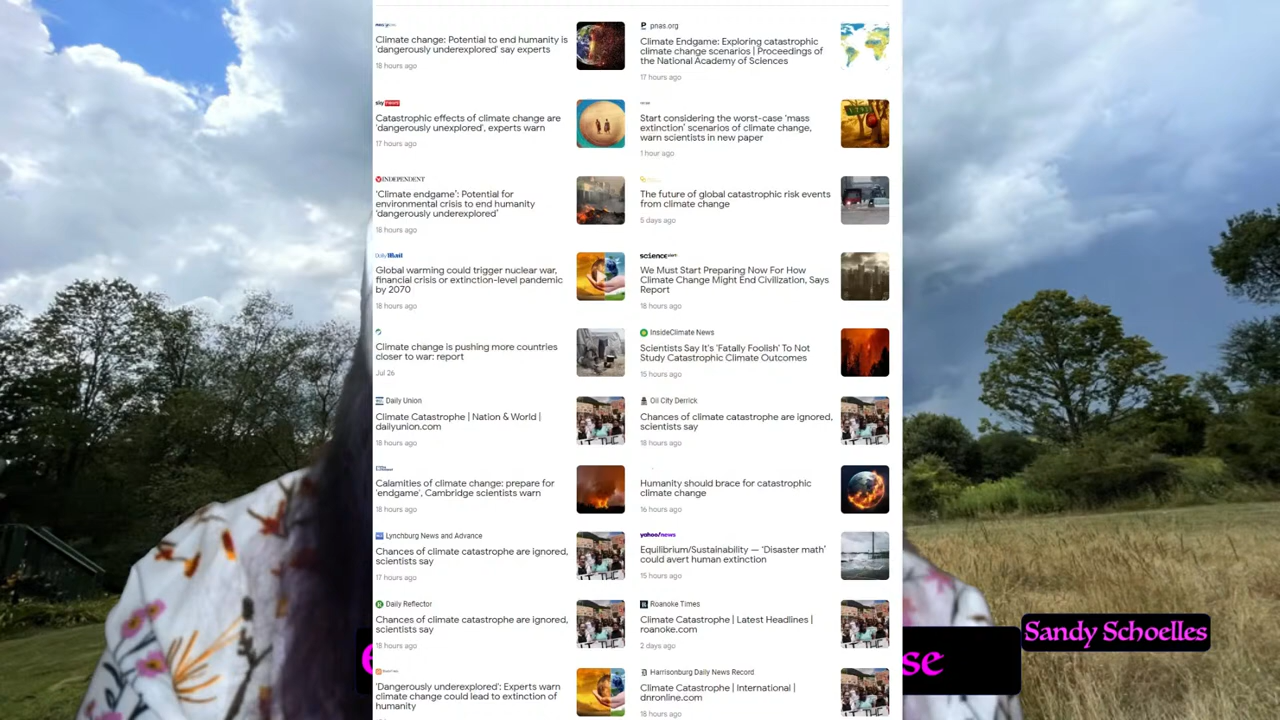 Climate change: Potential to end humanity is
'dangerously underexplored' say experts
18 hours ago
sky news
Catastrophic effects of climate change are
'dangerously unexplored', experts warn
17 hours ago
INDEPENDENT
'Climate endgame': Potential for
environmental crisis to end humanity
'dangerously underexplored'
18 hours ago
Daily Mail
Global warming could trigger nuclear war,
financial crisis or extinction-level pandemic
by 2070
18 hours ago
Climate change is pushing more countries
closer to war: report
Jul 26
Daily Union
Climate Catastrophe | Nation & World |
dailyunion.com
18 hours ago
Calamities of climate change: prepare for
'endgame', Cambridge scientists warn
18 hours ago
Lynchburg News and Advance
Chances of climate catastrophe are ignored,
scientists say
17 hours ago
Daily Reflector
Chances of climate catastrophe are ignored,
scientists say
18 hours ago
'Dangerously underexplored': Experts warn
climate change could lead to extinction of
humanity
pnas.org
Climate Endgame: Exploring catastrophic
climate change scenarios | Proceedings of
the National Academy of Sciences
17 hours ago
Start considering the worst-case 'mass
extinction' scenarios of climate change,
warn scientists in new paper
1 hour ago
The future of global catastrophic risk events
from climate change
5 days ago
science
We Must Start Preparing Now For How
Climate Change Might End Civilization, Says
Report
18 hours ago
InsideClimate News
Scientists Say It's 'Fatally Foolish' To Not
Study Catastrophic Climate Outcomes
15 hours ago
Oil City Derrick
Chances of climate catastrophe are ignored,
scientists say
18 hours ago
Humanity should brace for catastrophic
climate change
16 hours ago
yahoo!news
Equilibrium/Sustainability — 'Disaster math'
could avert human extinction
15 hours ago
Roanoke Times
Climate Catastrophe | Latest Headlines |
roanoke.com
2 days ago
Harrisonburg Daily News Record
Climate Catastrophe | International |
dnronline.com
18 hours ago
se
Sandy Schoelles